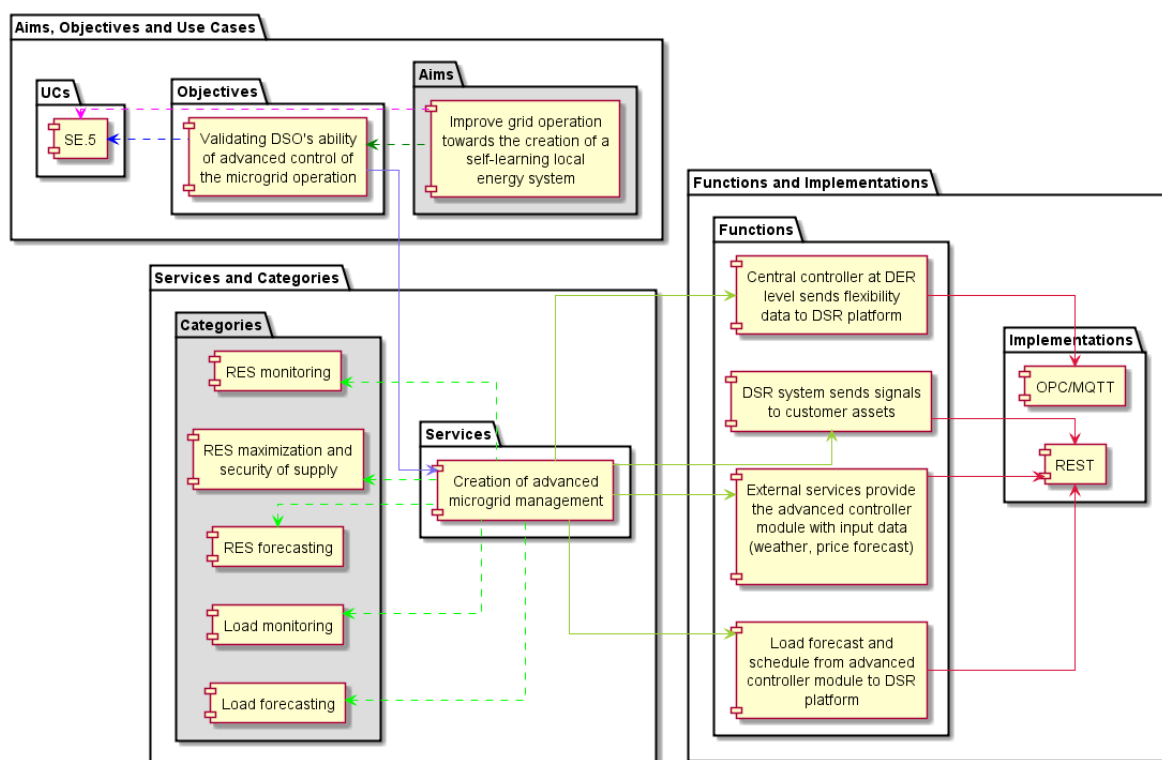 Aims, Objectives and Use Cases
UCs
SE.5
Objectives
Validating DSO's ability
of advanced control of
the microgrid operation
Aims
Improve grid operation
towards the creation of a
self-learning local
energy system
Services and Categories
Categories
RES monitoring
RES maximization and
security of supply
RES forecasting
Load monitoring
Load forecasting
Services
Creation of advanced
microgrid management
Functions and Implementations
Functions
Central controller at DER
level sends flexibility
data to DSR platform
DSR system sends signals
to customer assets
External services provide
the advanced controller
module with input data
(weather, price forecast)
Load forecast and
schedule from advanced
controller module to DSR
platform
Implementations
OPC/MQTT
REST